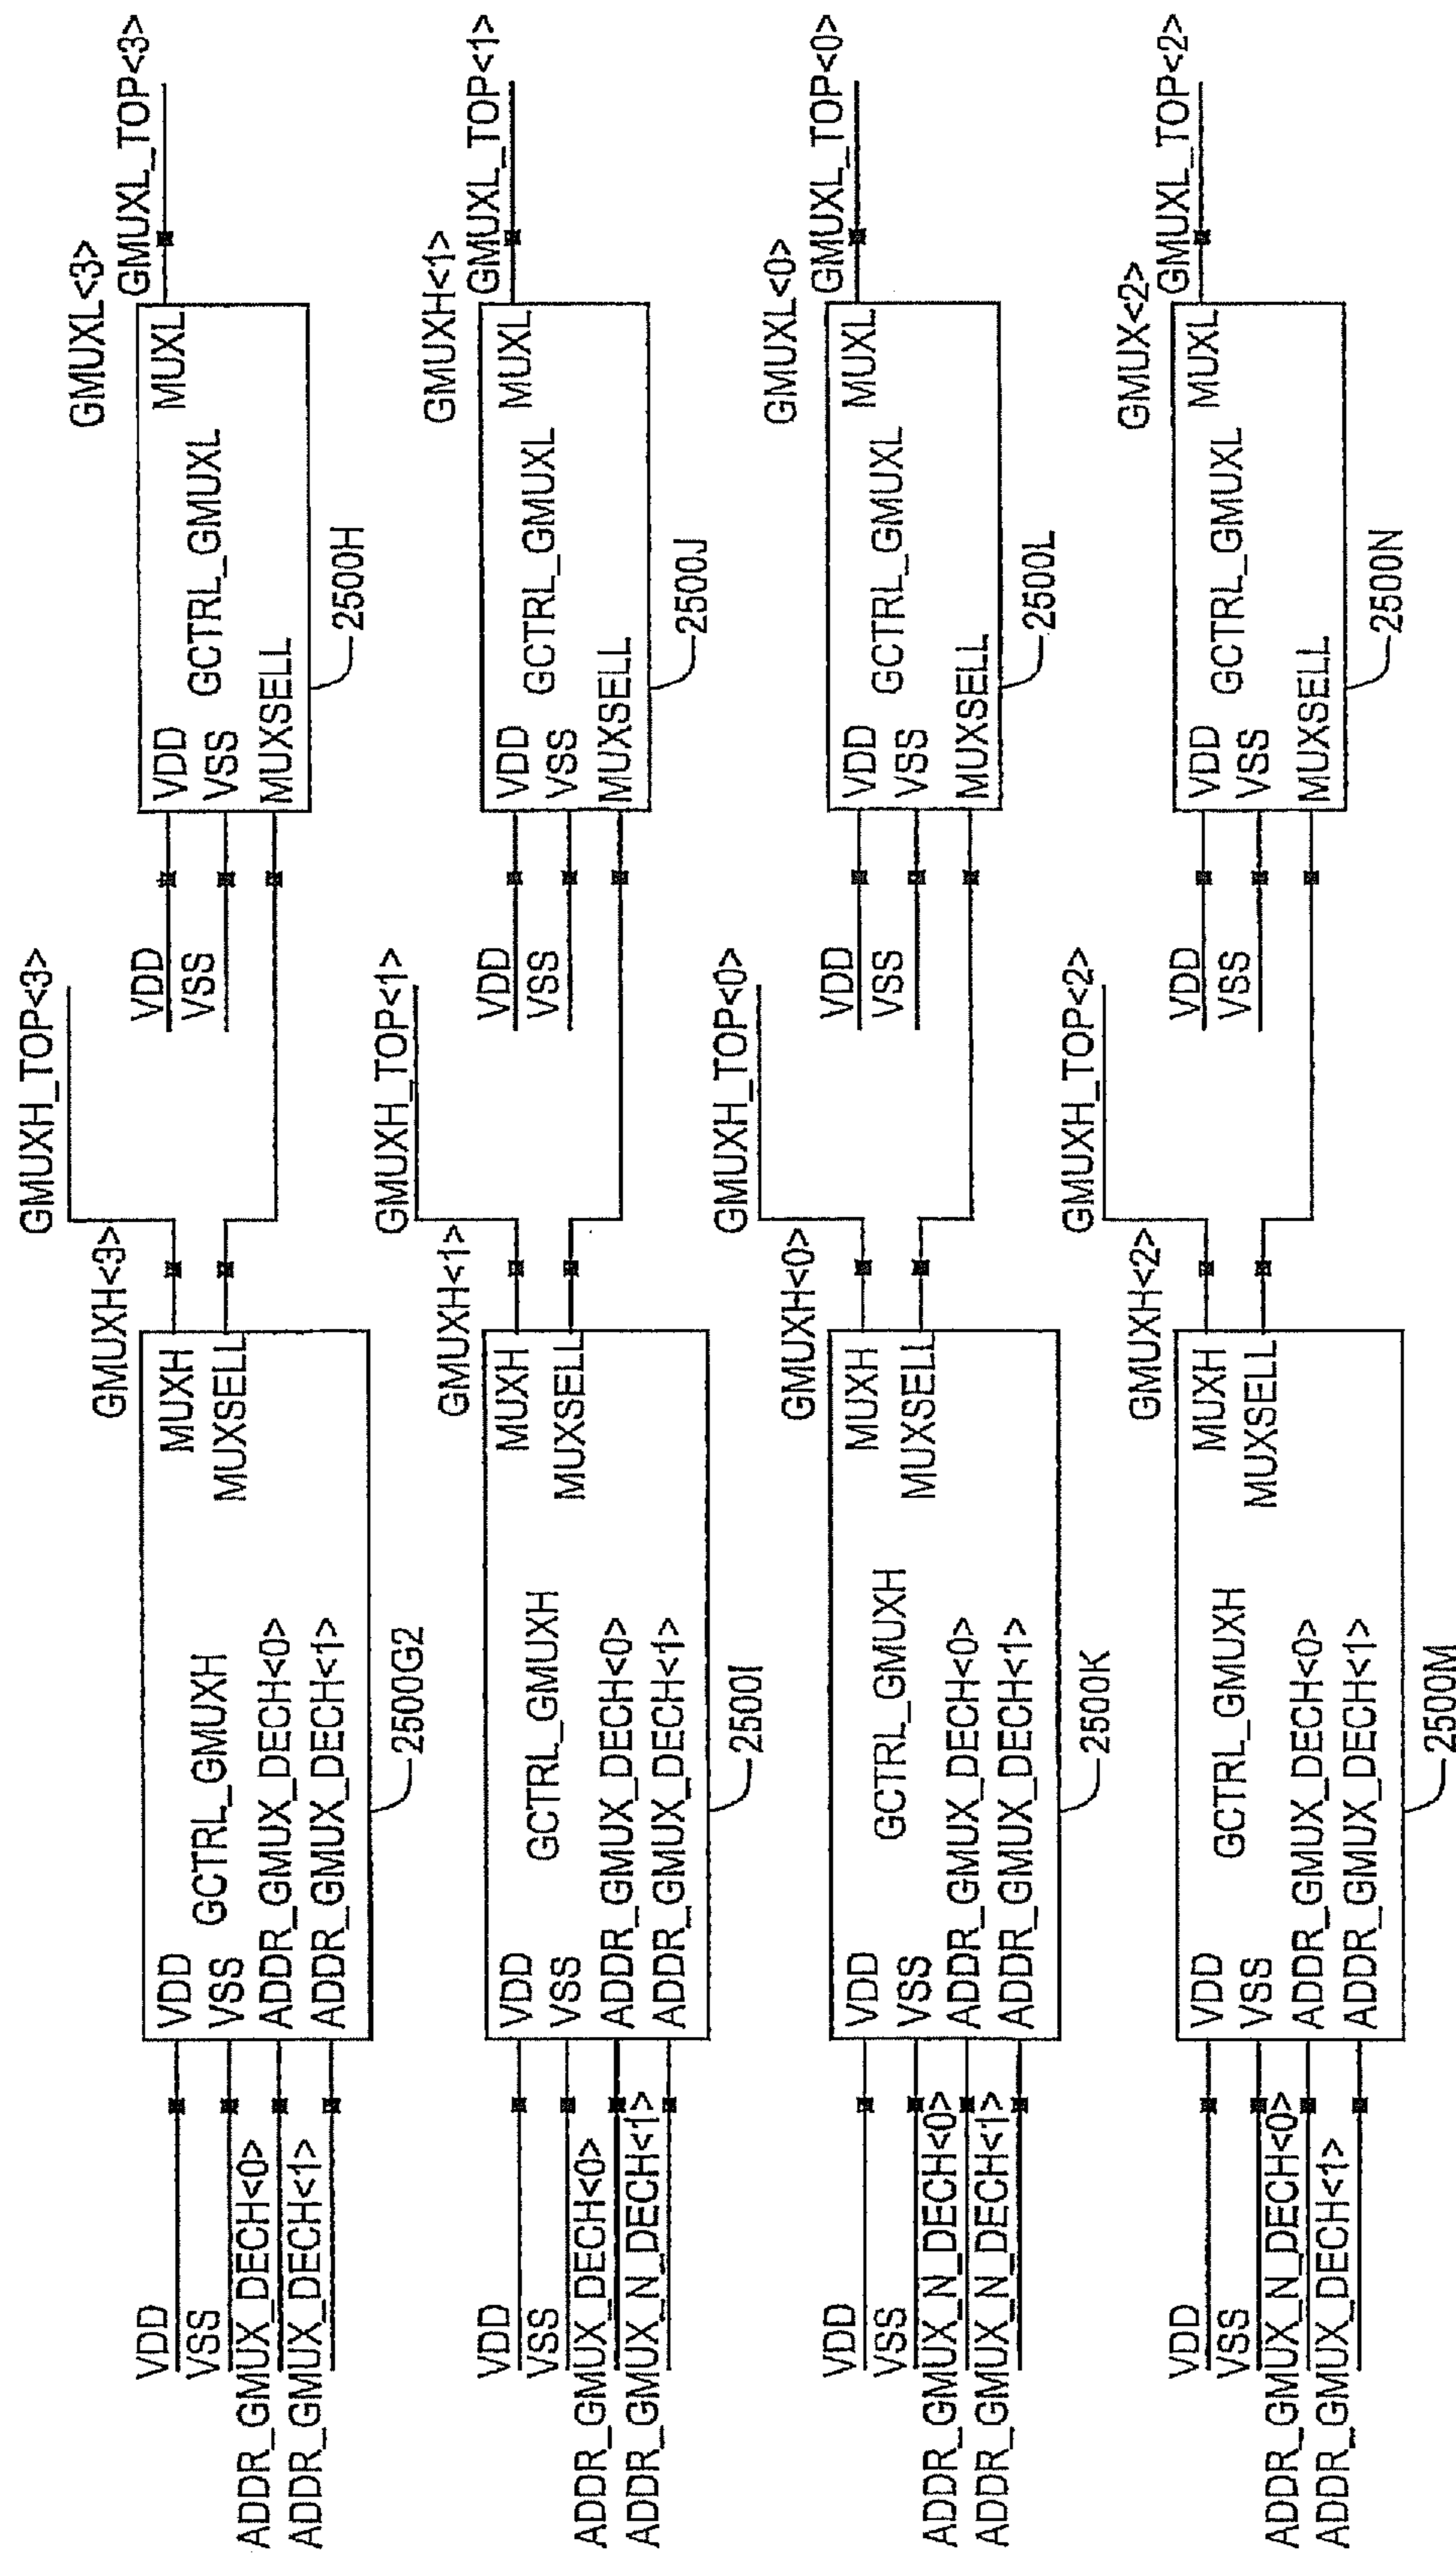 VDD
VSS
ADDR_GMUX_DECH<0>
ADDR_GMUX_DECH<1>
VDD
VSS
GCTRL_GMUXH
ADDR_GMUX_DECH<0>
ADDR_GMUX_DECH<1>
2500G2
MUXH
MUXSELL
GMUXH<3>
GMUXH_TOP<3>
VDD
VSS
VDD
VSS
GCTRL_GMUXL
MUXSELL
2500H
MUXL
GMUXL<3>
GMUXL_TOP<3>
VDD
VSS
ADDR_GMUX_DECH<0>
ADDR_GMUX_N_DECH<1>
VDD
VSS
GCTRL_GMUXH
ADDR_GMUX_DECH<0>
ADDR_GMUX_DECH<1>
2500I
MUXH
MUXSELL
GMUXH<1>
GMUXH_TOP<1>
VDD
VSS
VDD
VSS
GCTRL_GMUXL
MUXSELL
2500J
MUXL
GMUXH<1>
GMUXL_TOP<1>
VDD
VSS
ADDR_GMUX_N_DECH<0>
ADDR_GMUX_N_DECH<1>
VDD
VSS
GCTRL_GMUXH
ADDR_GMUX_DECH<0>
ADDR_GMUX_DECH<1>
2500K
MUXH
MUXSELL
GMUXH<0>
GMUXH_TOP<0>
VDD
VSS
VDD
VSS
GCTRL_GMUXL
MUXSELL
2500L
MUXL
GMUXL<0>
GMUXL_TOP<0>
VDD
VSS
ADDR_GMUX_N_DECH<0>
ADDR_GMUX_DECH<1>
VDD
VSS
GCTRL_GMUXH
ADDR_GMUX_DECH<0>
ADDR_GMUX_DECH<1>
2500M
MUXH
MUXSELL
GMUXH<2>
GMUXH_TOP<2>
VDD
VSS
VDD
VSS
GCTRL_GMUXL
MUXSELL
2500N
MUXL
GMUX<2>
GMUXL_TOP<2>